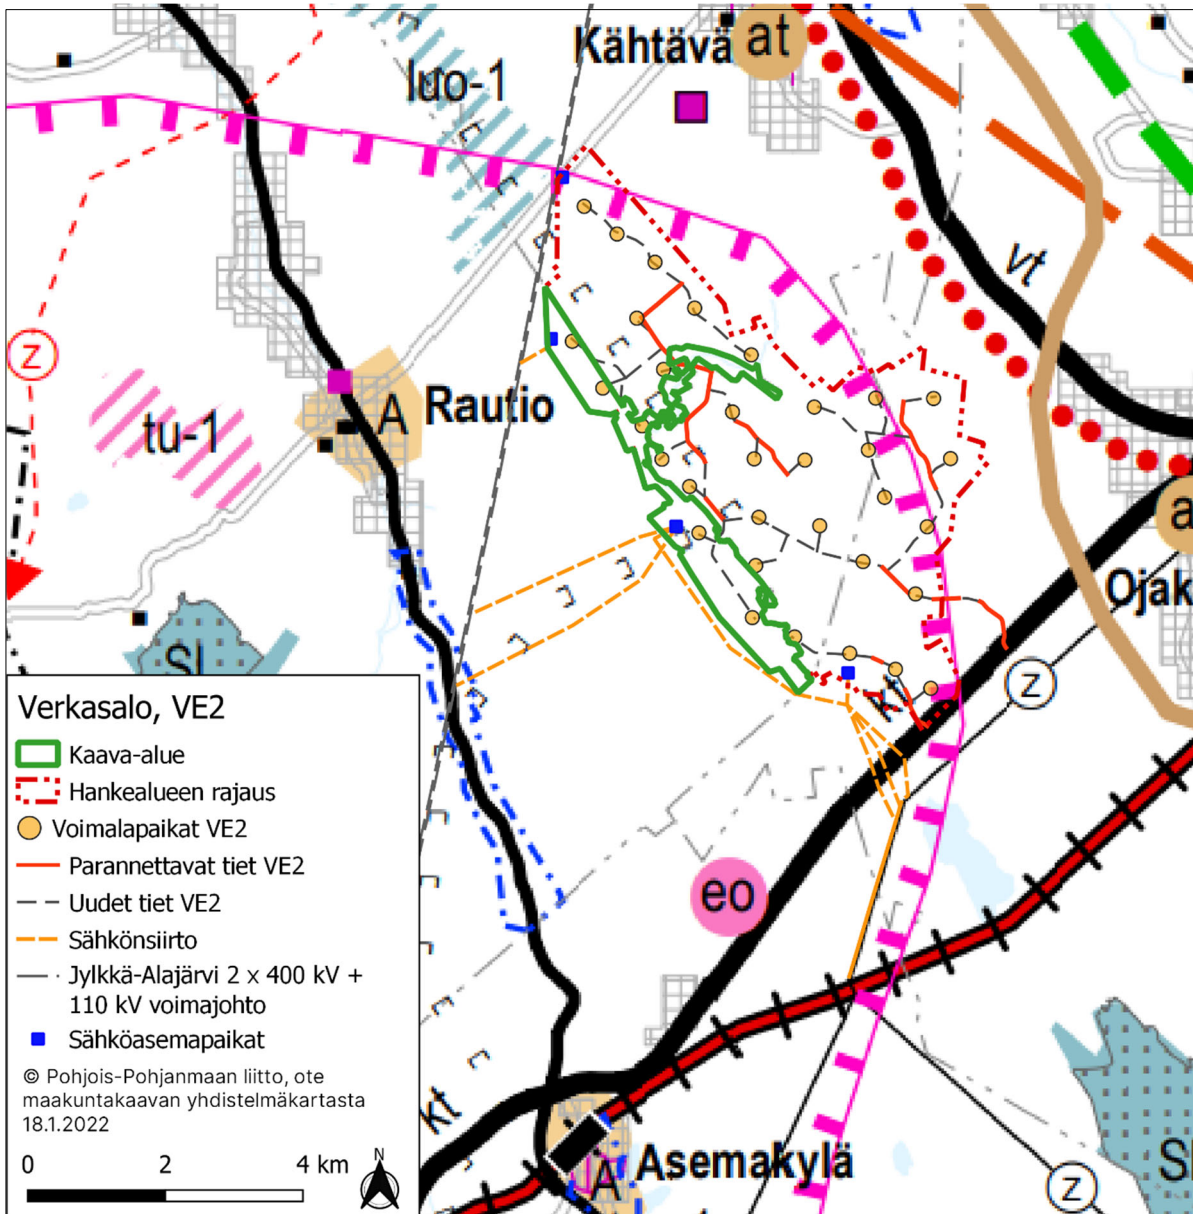 Kähtävä
at
luo-1
vt
z
tu-1
A
Rautio
a
Ojak
SL
kt
z
eo
kt
Asemakylä
A
z
S
Verkasalo, VE2
Kaava-alue
Hankealueen rajaus
Voimalapaikat VE2
Parannettavat tiet VE2
Uudet tiet VE2
Sähkönsiirto
Jylkkä-Alajärvi 2 x 400 kV +
110 kV voimajohto
Sähköasemapaikat
© Pohjois-Pohjanmaan liitto, ote
maakuntakaavan yhdistelmäkartasta
18.1.2022
0 2 4 km
N